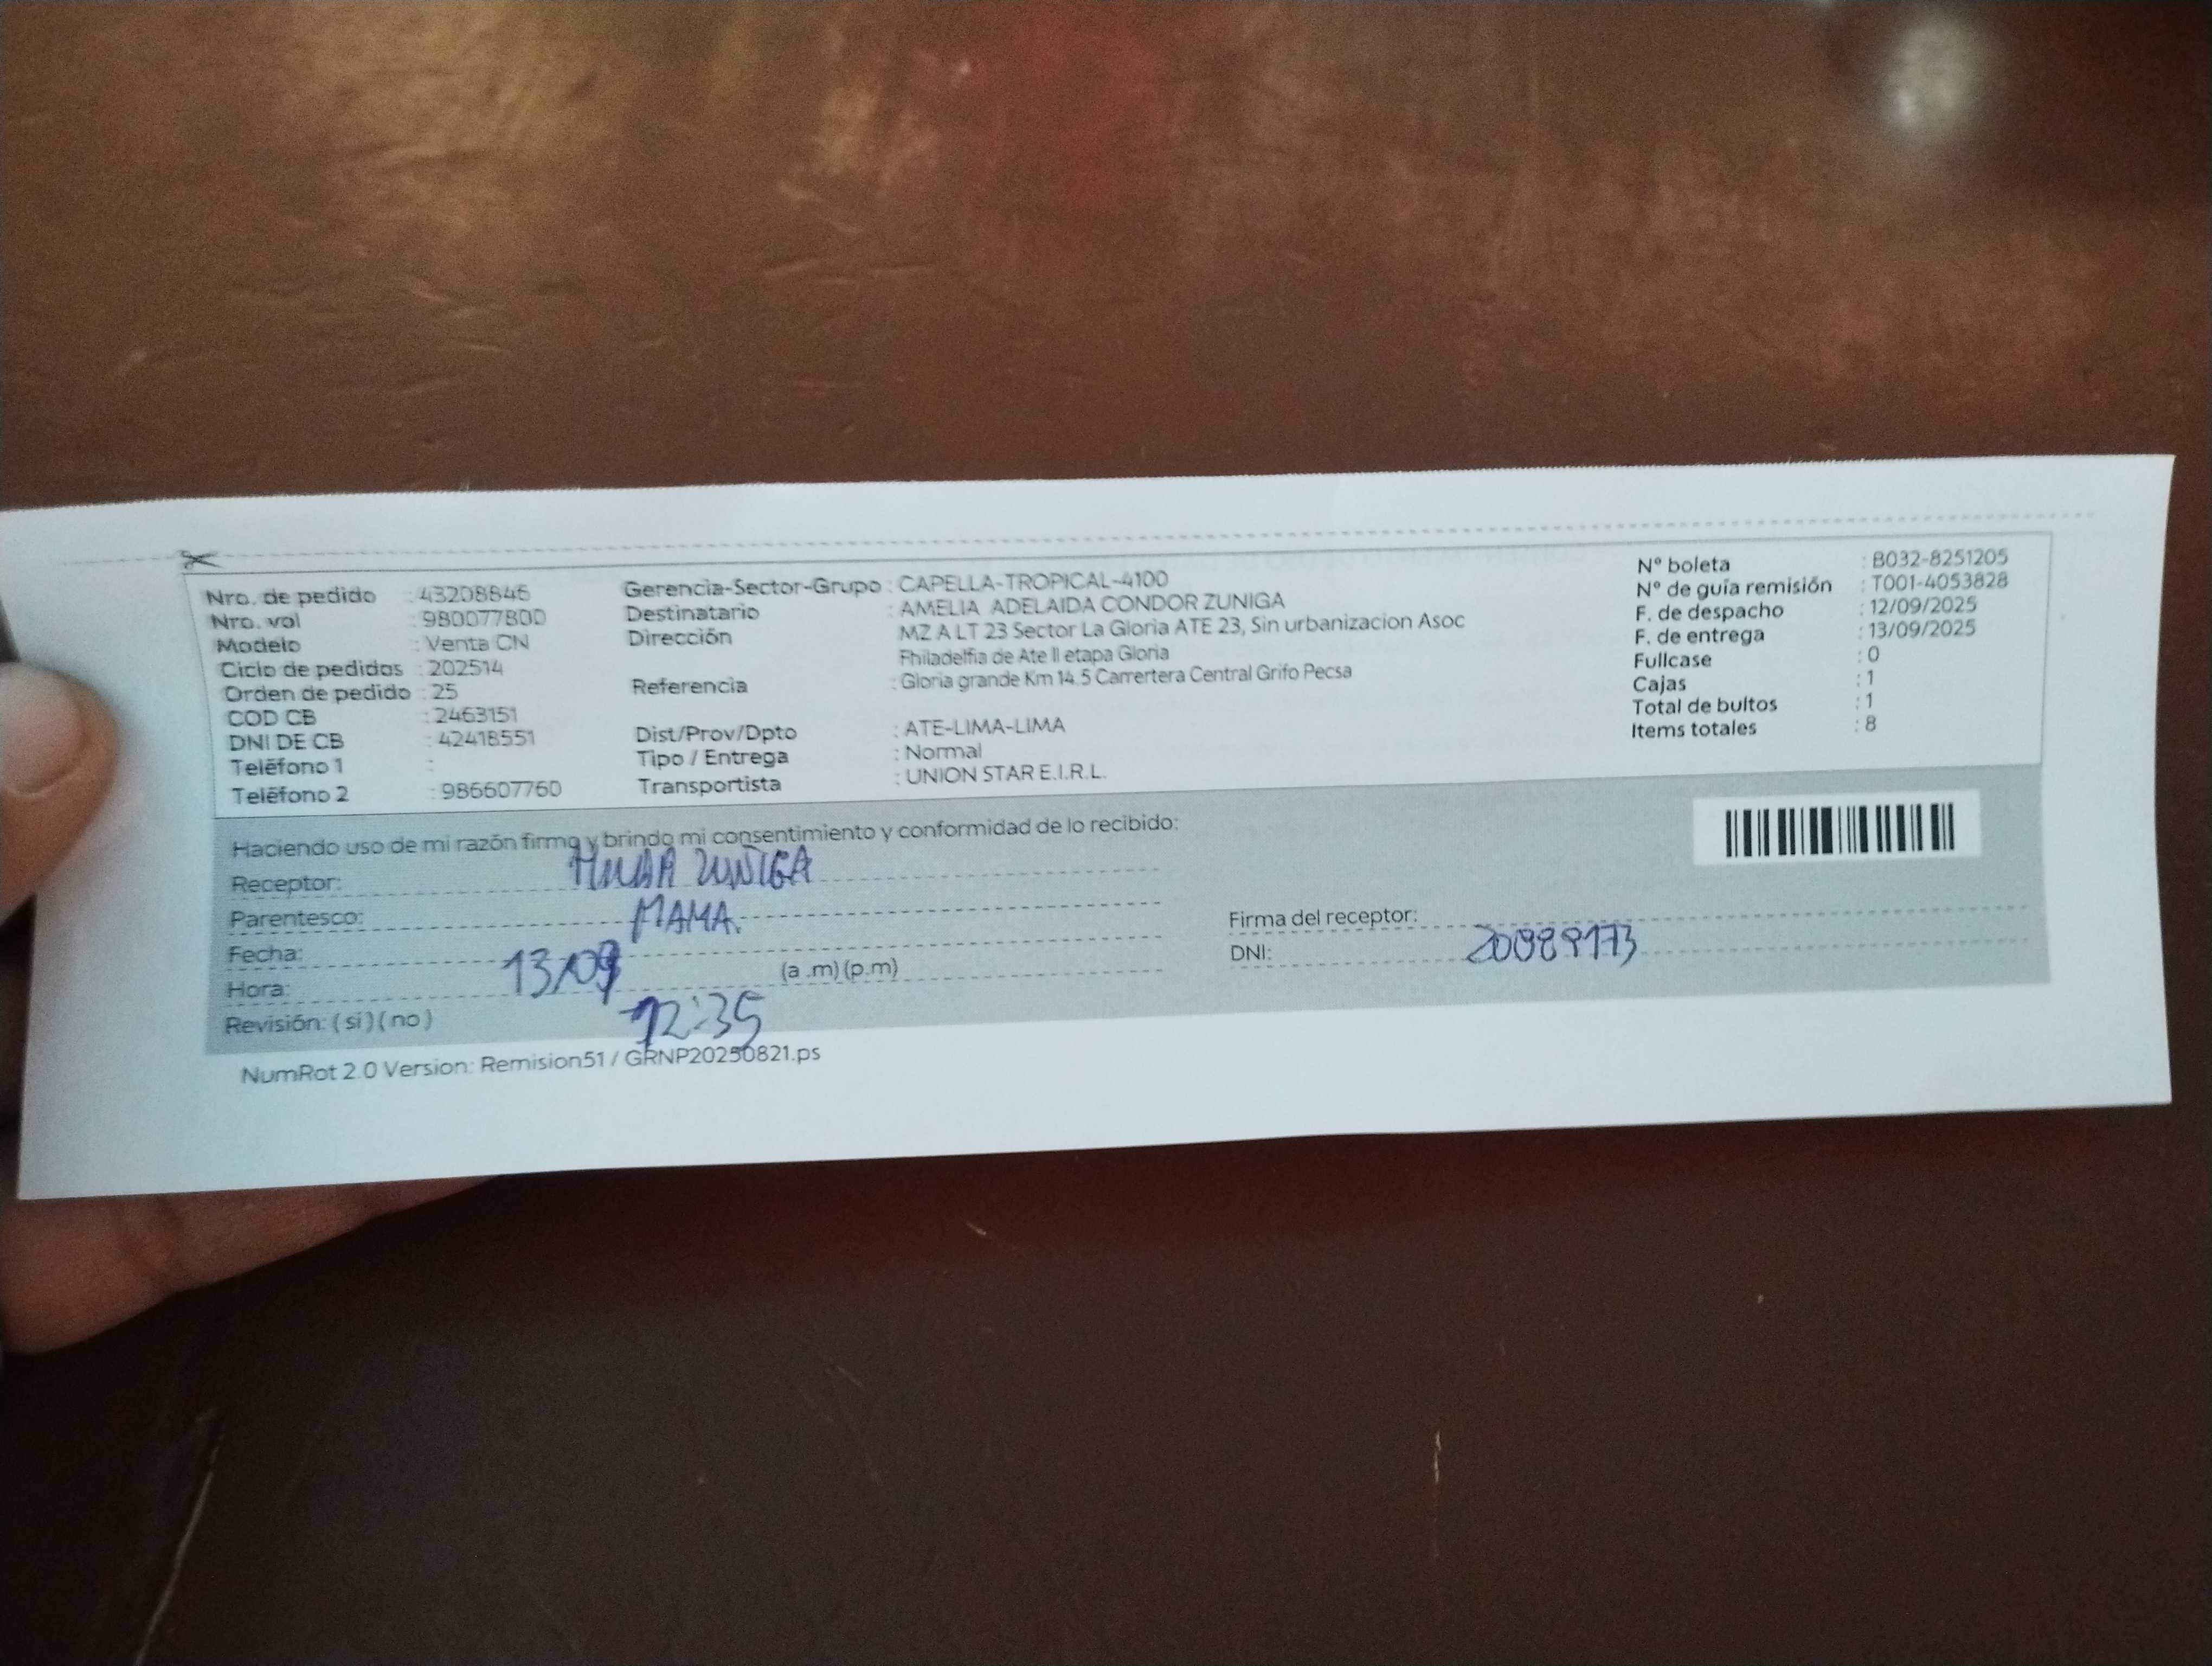 Nro. de pedido : 43208846
Nro. vol : 980077800
Modelo : Venta CN
Ciclo de pedidos : 202514
Orden de pedido : 25
COD CB : 2463151
DNI DE CB : 42418551
Teléfono 1 :
Teléfono 2 : 986607760
Gerencia-Sector-Grupo : CAPELLA-TROPICAL-4100
Destinatario : AMELIA ADELAIDA CONDOR ZUNIGA
Dirección MZ A LT 23 Sector La Gloria ATE 23, Sin urbanizacion Asoc
Fhiladelfia de Ate II etapa Gloria
Referencia : Gloria grande Km 14.5 Carrertera Central Grifo Pecsa
Dist/Prov/Dpto : ATE-LIMA-LIMA
Tipo / Entrega : Normal
Transportista : UNION STAR E.I.R.L.
N° boleta : B032-8251205
N° de guía remisión : T001-4053828
F. de despacho : 12/09/2025
F. de entrega : 13/09/2025
Fullcase : 0
Cajas : 1
Total de bultos : 1
Items totales : 8
Haciendo uso de mi razón firmo y brindo mi consentimiento y conformidad de lo recibido:
Receptor: ZUÑIGA
Parentesco: MAMA.
Fecha: 13/09
Hora: (a .m) (p.m)
12:35
Revisión: ( si ) ( no )
Firma del receptor:
DNI:
NumRot 2.0 Version: Remision51 / GRNP20250821.ps